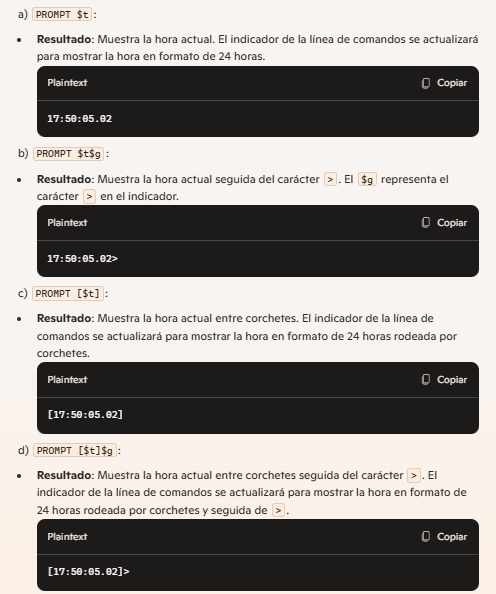 a) PROMPT $t :
• Resultado: Muestra la hora actual. El indicador de la línea de comandos se actualizará
para mostrar la hora en formato de 24 horas.
Plaintext Copiar
17:50:05.02
b) PROMPT $t$g :
• Resultado: Muestra la hora actual seguida del carácter > . El $g representa el
carácter > en el indicador.
Plaintext Copiar
17:50:05.02>
c) PROMPT [$t] :
• Resultado: Muestra la hora actual entre corchetes. El indicador de la línea de
comandos se actualizará para mostrar la hora en formato de 24 horas rodeada por
corchetes.
Plaintext Copiar
[17:50:05.02]
d) PROMPT [$t]$g :
• Resultado: Muestra la hora actual entre corchetes seguida del carácter > . El
indicador de la línea de comandos se actualizará para mostrar la hora en formato de
24 horas rodeada por corchetes y seguida de > .
Plaintext Copiar
[17:50:05.02]>